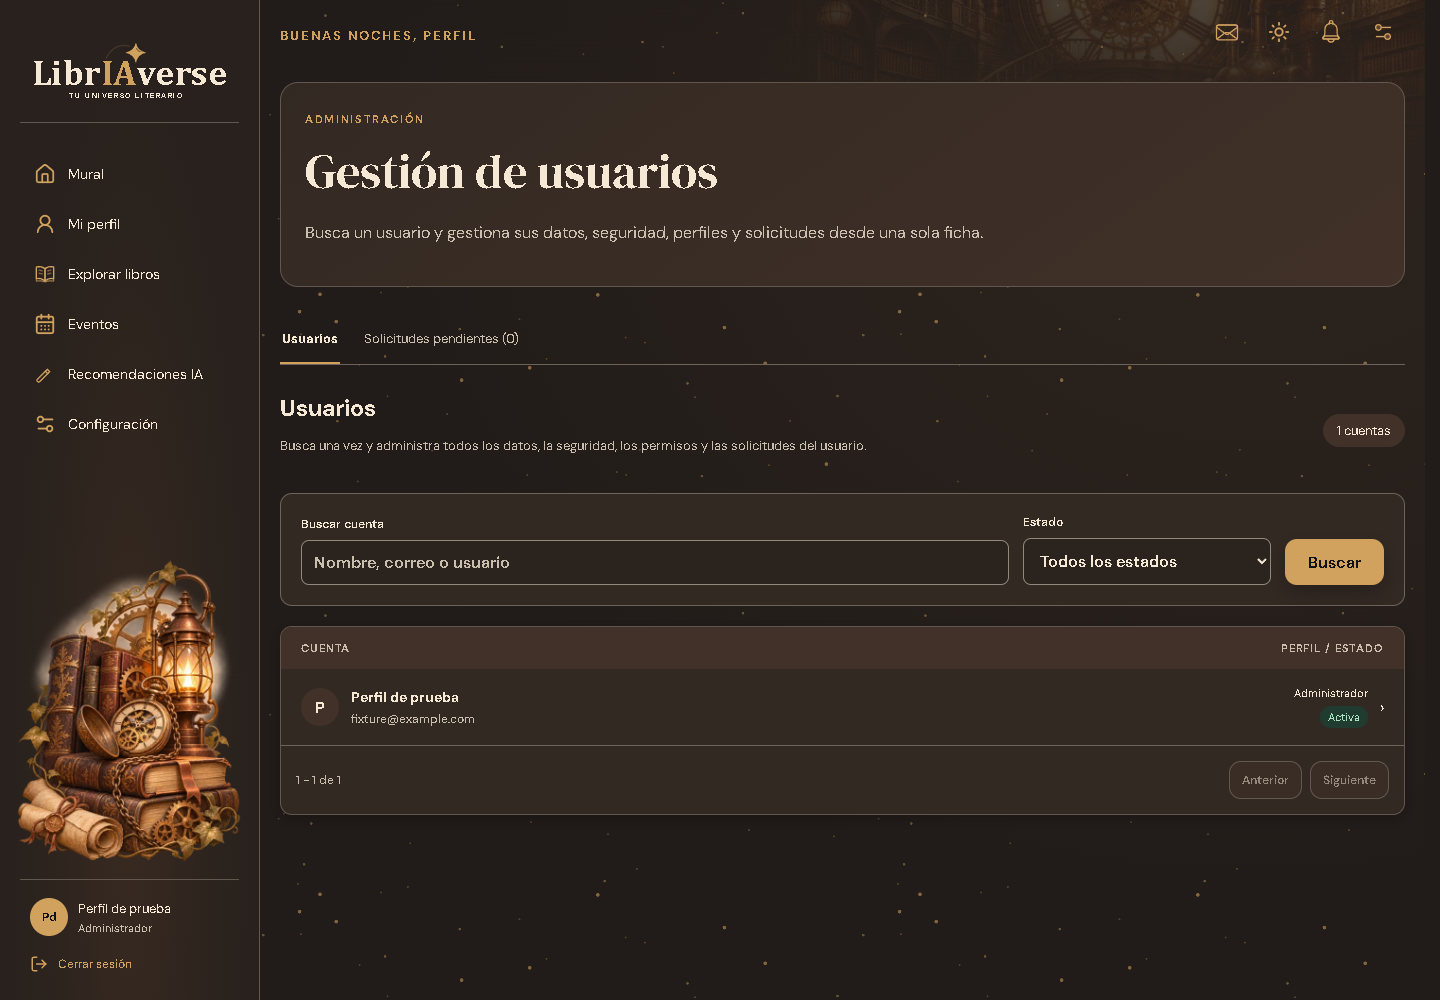 LibrIAverse
TU UNIVERSO LITERARIO
Mural
Mi perfil
Explorar libros
Eventos
Recomendaciones IA
Configuración
Pd
Perfil de prueba
Administrador
Cerrar sesión
BUENAS NOCHES, PERFIL
ADMINISTRACIÓN
Gestión de usuarios
Busca un usuario y gestiona sus datos, seguridad, perfiles y solicitudes desde una sola ficha.
Usuarios
Solicitudes pendientes (0)
Usuarios
Busca una vez y administra todos los datos, la seguridad, los permisos y las solicitudes del usuario.
1 cuentas
Buscar cuenta
Nombre, correo o usuario
Estado
Todos los estados
Buscar
CUENTA
PERFIL / ESTADO
P
Perfil de prueba
fixture@example.com
Administrador
Activa
1–1 de 1
Anterior
Siguiente